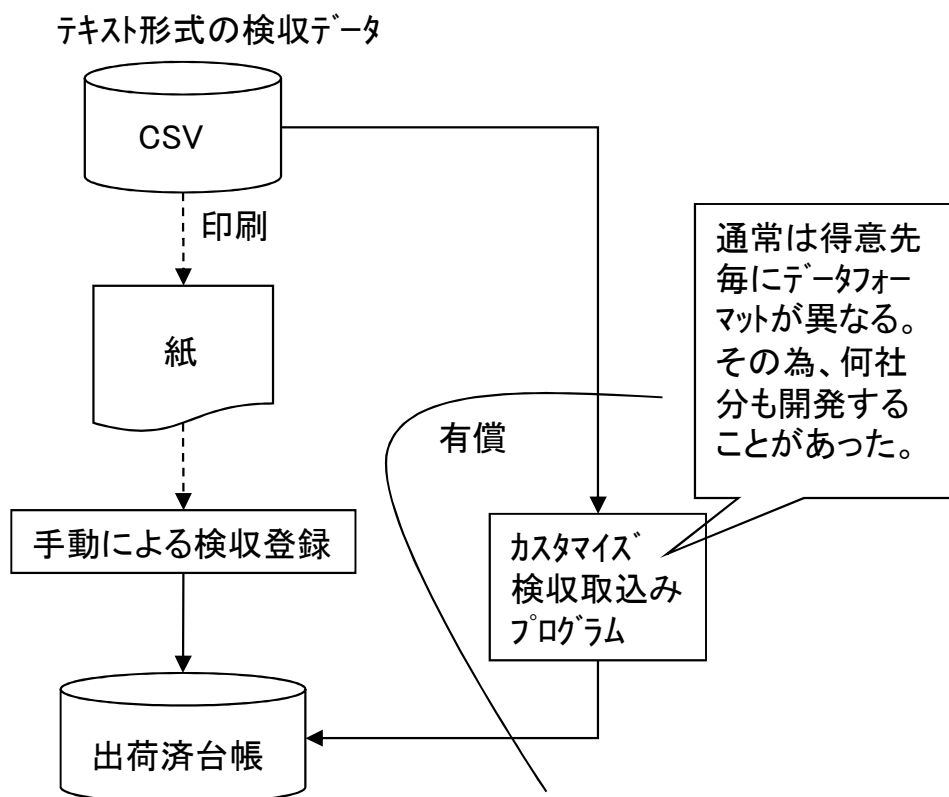 テキスト形式の検収データ
CSV
印刷
紙
手動による検収登録
出荷済台帳
有償
通常は得意先
毎にデータフォー
マットが異なる。
その為、何社
分も開発する
ことがあった。
カスタマイズ
検収取込み
プログラム